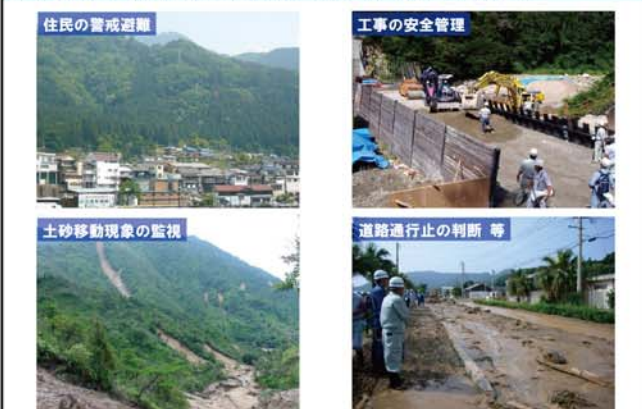 住民の警戒避難
工事の安全管理
土砂移動現象の監視
道路通行止の判断 等